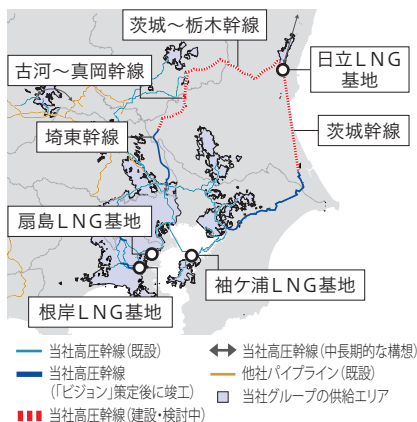 茨城～栃木幹線
日立LNG
基地
古河～真岡幹線
埼東幹線
茨城幹線
扇島LNG基地
袖ケ浦LNG基地
根岸LNG基地
当社高圧幹線（既設）
当社高圧幹線
（「ビジョン」策定後に竣工）
当社高圧幹線（建設・検討中）
当社高圧幹線（中長期的な構想）
他社パイプライン（既設）
当社グループの供給エリア